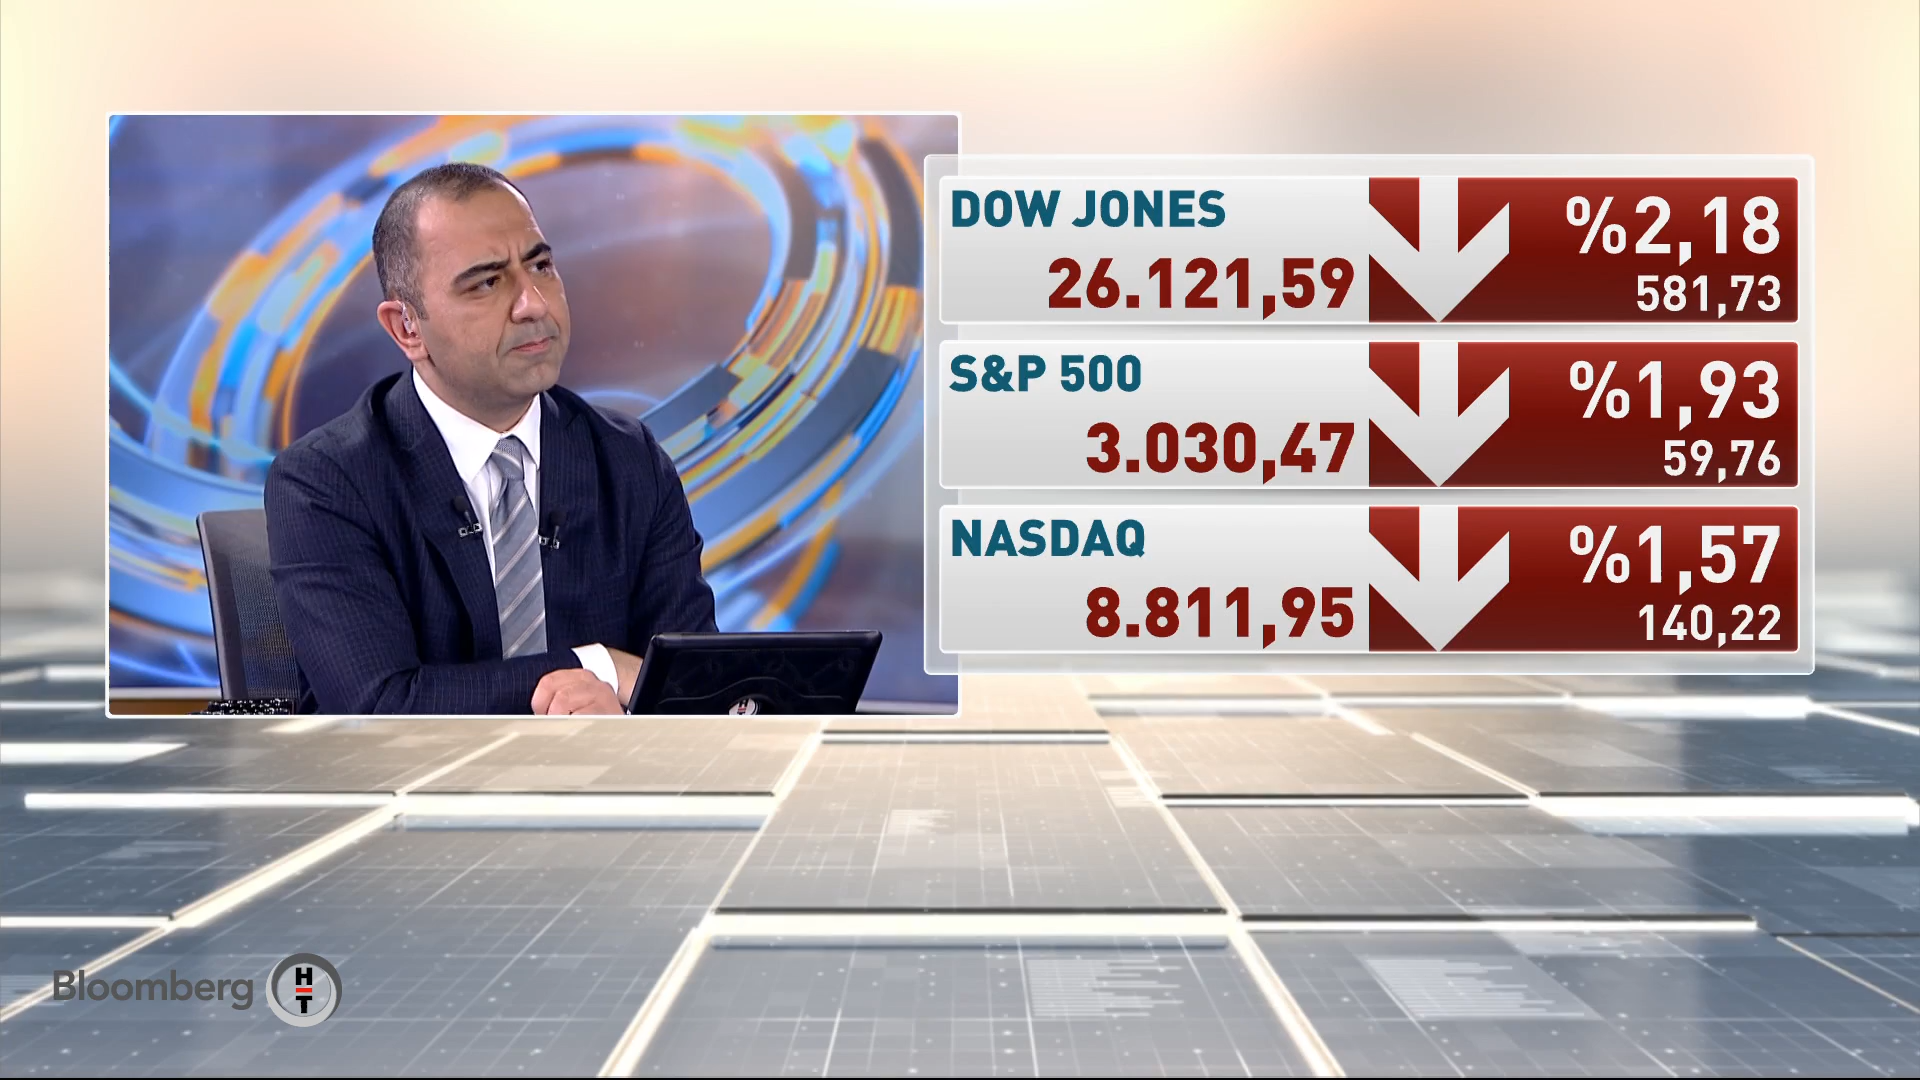 DOW JONES
26.121,59
%2,18
581,73
S&P 500
3.030,47
%1,93
59,76
NASDAQ
8.811,95
%1,57
140,22
Bloomberg HT